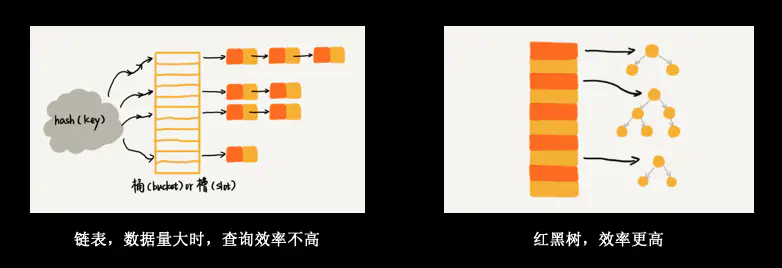 hash(key)
桶(bucket)or 槽(slot)
链表，数据量大时，查询效率不高
红黑树，效率更高